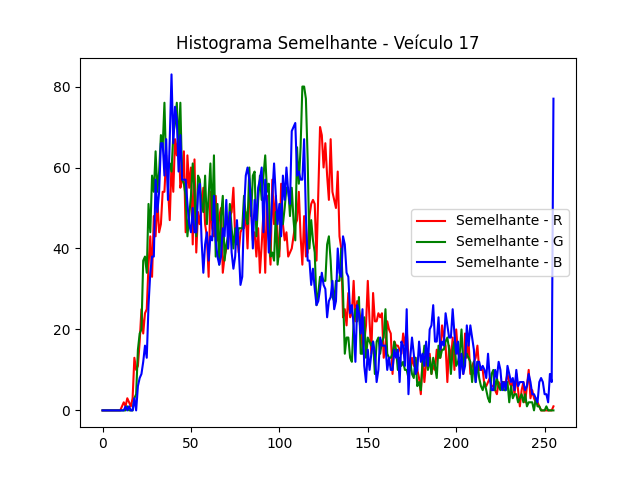 Histograma Semelhante - Veículo 17
80
60
40
20
0
Semelhante - R
Semelhante - G
Semelhante - B
0 50 100 150 200 250